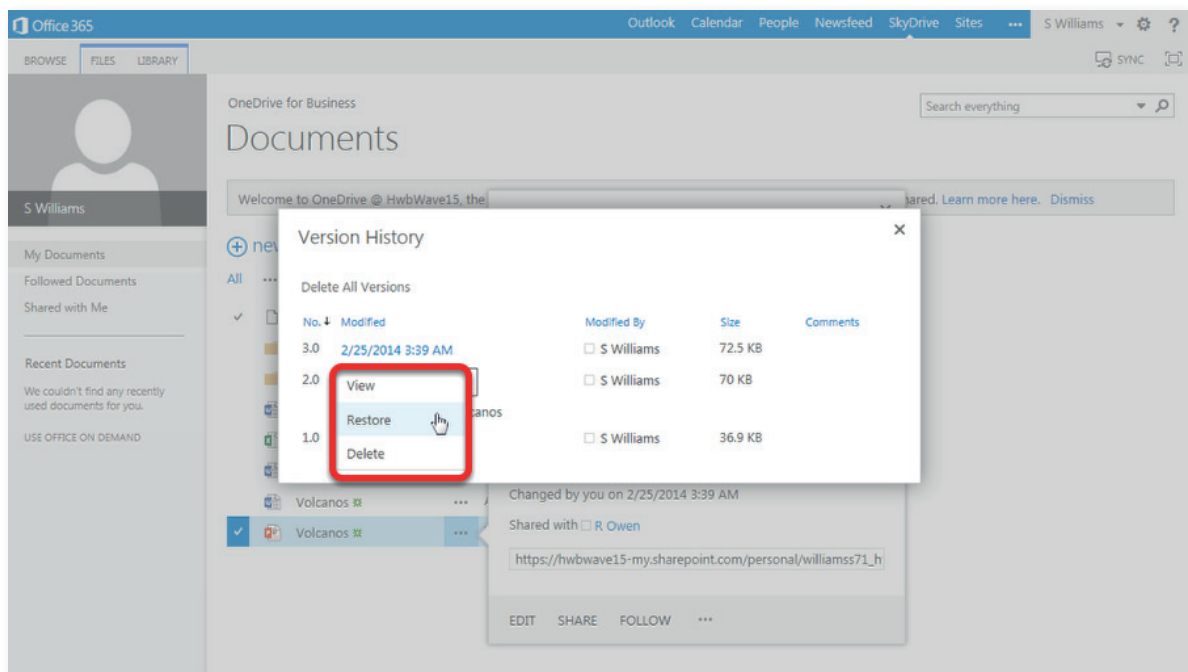 Office 365
Outlook Calendar People Newsfeed SkyDrive Sites ... S Williams ?
BROWSE FILES LIBRARY
SYNC
OneDrive for Business
Search everything
Documents
S Williams
Welcome to OneDrive @ HwbWave15, the
hared. Learn more here. Dismiss
My Documents
Followed Documents
Shared with Me
Recent Documents
We couldn't find any recently
used documents for you.
USE OFFICE ON DEMAND
new
All ...
Version History
Delete All Versions
No. Modified Modified By Size Comments
3.0 2/25/2014 3:39 AM S Williams 72.5 KB
2.0 S Williams 70 KB
canos
1.0 S Williams 36.9 KB
View
Restore
Delete
Volcanos ...
Volcanos ...
Changed by you on 2/25/2014 3:39 AM
Shared with R Owen
https://hwbwave15-my.sharepoint.com/personal/williamss71_h
EDIT SHARE FOLLOW ...